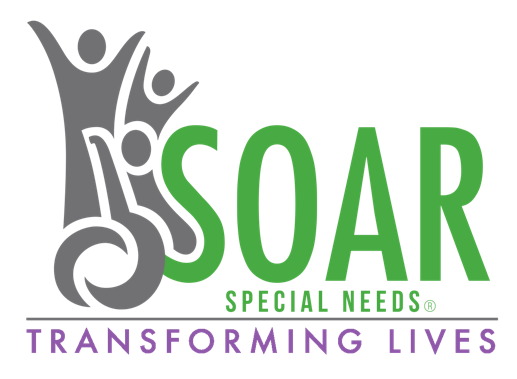 SOAR
SPECIAL NEEDS®
TRANSFORMING LIVES